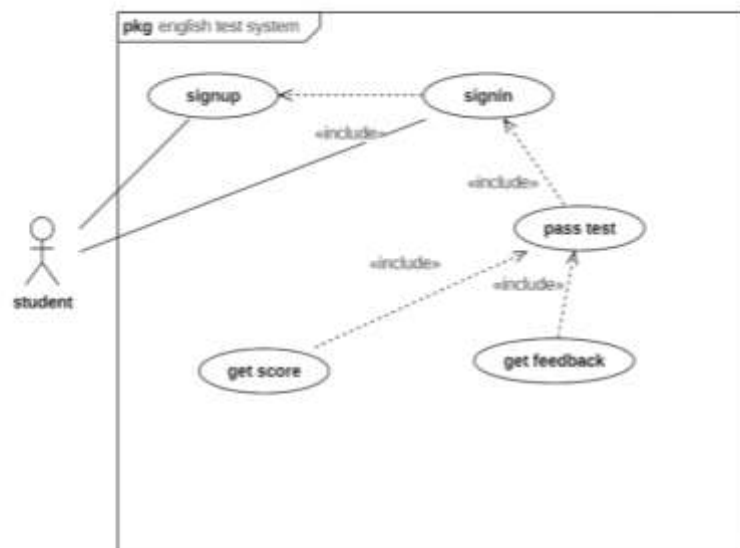 pkg english test system
signup
signin
«include»
«include»
pass test
«include»
«include»
student
get score
get feedback